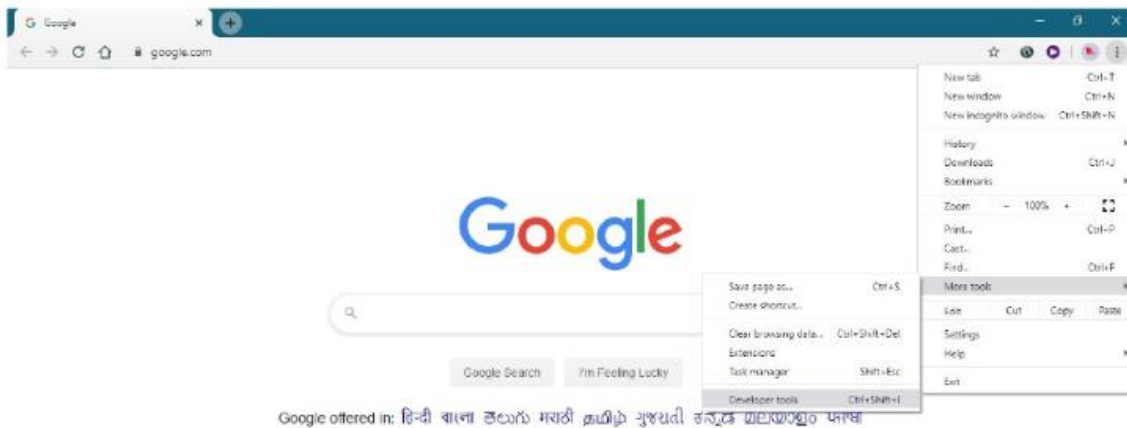 Google
google.com
New tab Ctrl+T
New window Ctrl+N
New incognito window Ctrl+Shift+N
History
Downloads Ctrl+J
Bookmarks
Zoom - 100% +
Print... Ctrl+P
Cast...
Find... Ctrl+F
More tools
Edit Cut Copy Paste
Settings
Help
Exit
Save page as... Ctrl+S
Create shortcut...
Clear browsing data... Ctrl+Shift+Del
Extensions
Task manager Shift+Esc
Developer tools Ctrl+Shift+I
Google
Google Search I'm Feeling Lucky
Google offered in: हिन्दी বাংলা తెలుగు मराठी தமிழ் ગુજરાતી ಕನ್ನಡ മലയാളം ਪੰਜਾਬੀ